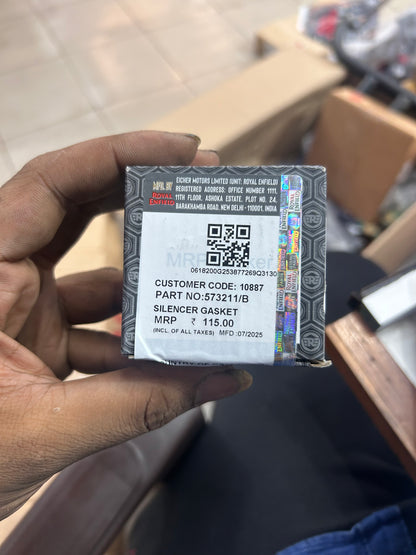 MFD. BY
ROYAL
ENFIELD
EICHER MOTORS LIMITED (UNIT: ROYAL ENFIELD)
REGISTERED ADDRESS: OFFICE NUMBER 1111,
11TH FLOOR, ASHOKA ESTATE, PLOT NO. 24,
BARAKHAMBA ROAD, NEW DELHI - 110001, INDIA
0618200G253877269Q3130
CUSTOMER CODE: 10887
PART NO:573211/B
SILENCER GASKET
MRP ₹ 115.00
(INCL. OF ALL TAXES) MFD :07/2025